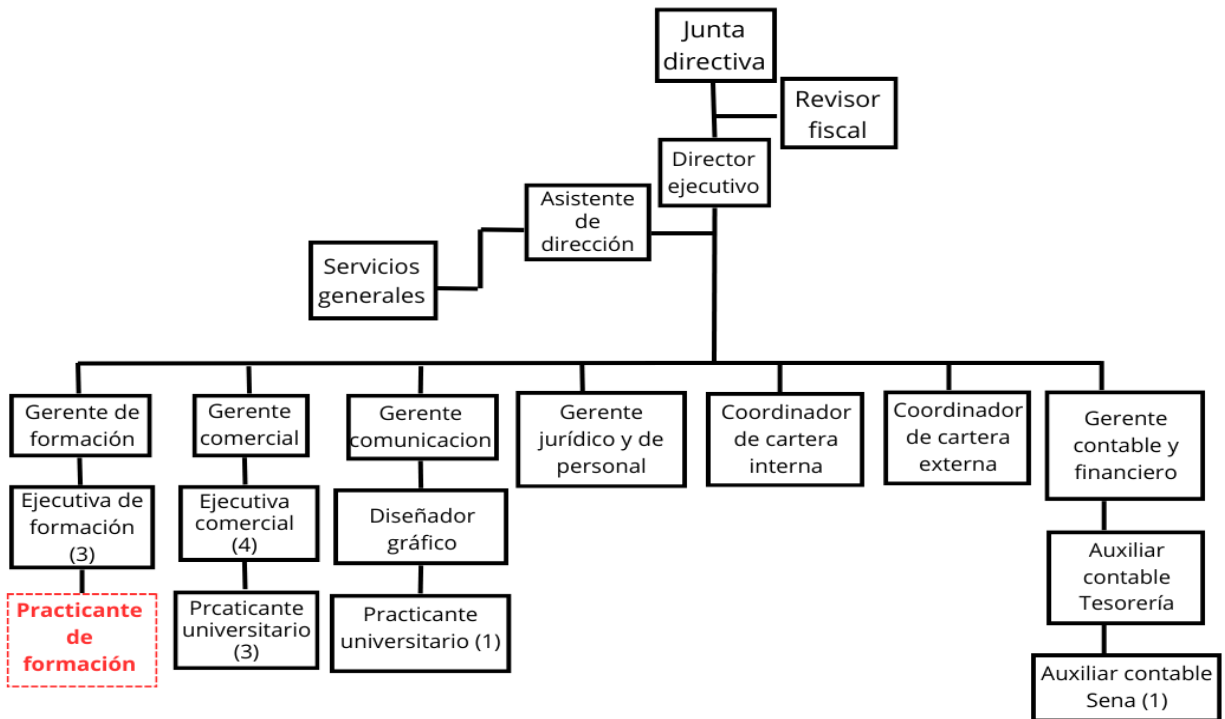 Junta
directiva
Revisor
fiscal
Director
ejecutivo
Asistente
de
dirección
Servicios
generales
Gerente de
formación
Gerente
comercial
Gerente
comunicacion
Gerente
jurídico y de
personal
Coordinador
de cartera
interna
Coordinador
de cartera
externa
Gerente
contable y
financiero
Ejecutiva de
formación
(3)
Ejecutiva
comercial
(4)
Diseñador
gráfico
Auxiliar
contable
Tesorería
Practicante
de
formación
Prcaticante
universitario
(3)
Practicante
universitario (1)
Auxiliar contable
Sena (1)